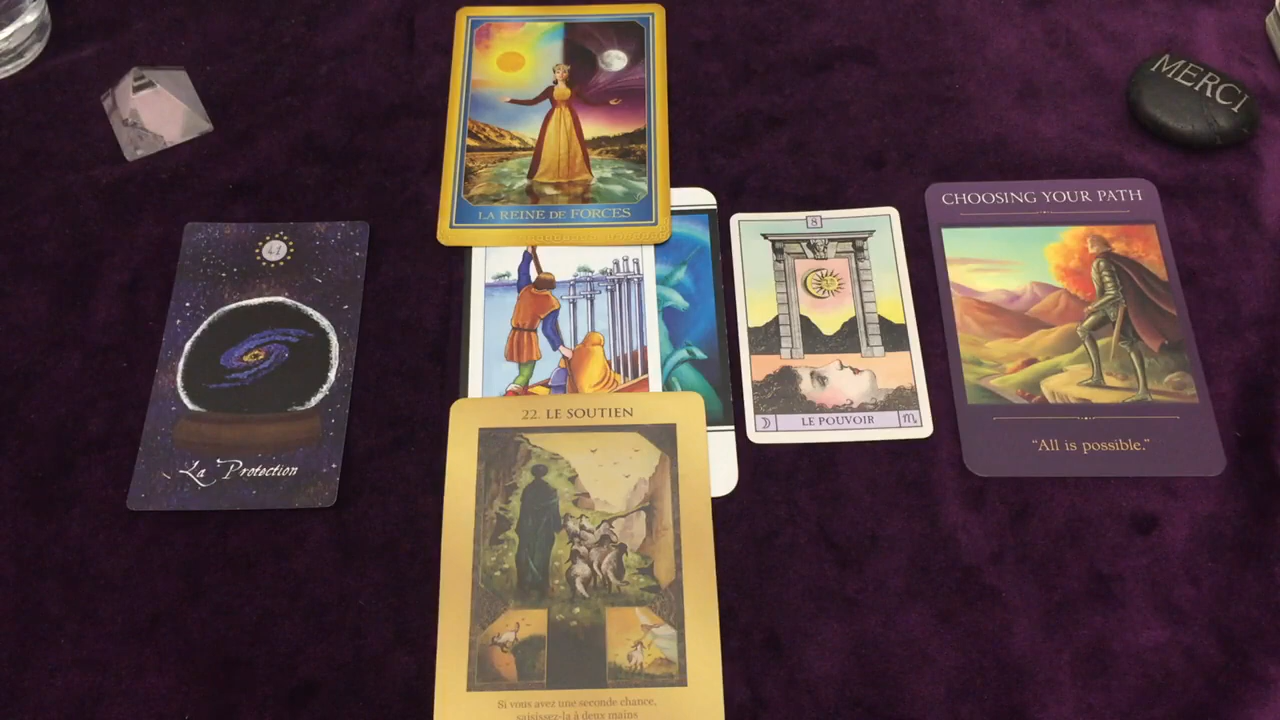 LA REINE DE FORCES
MERCI
CHOOSING YOUR PATH
"All is possible."
8
LE POUVOIR
41
La Protection
22. LE SOUTIEN
Si vous avez une seconde chance,
saisissez-la à deux mains